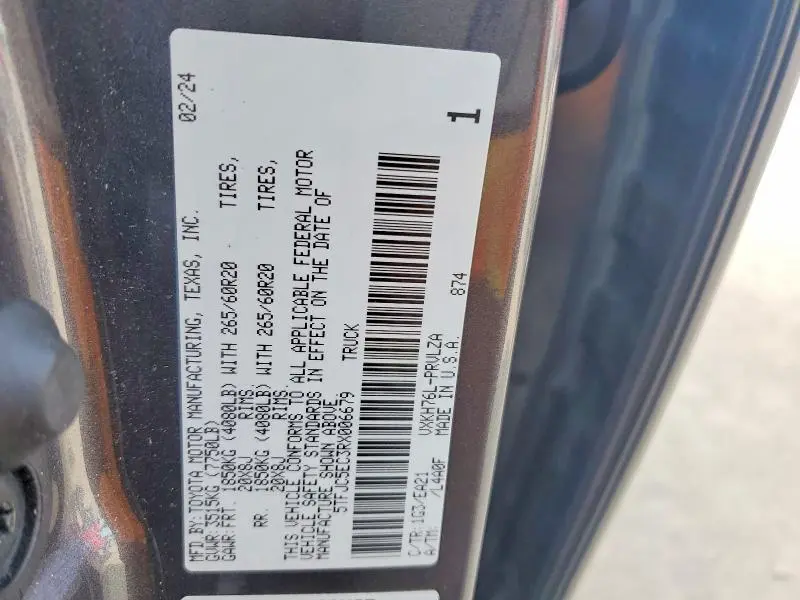 MFD BY: TOYOTA MOTOR MANUFACTURING, TEXAS, INC. 02/24
GVWR: 3515KG (7750LB)
GAWR: FRT. 1850KG (4080LB) WITH 265/60R20 TIRES,
20X8J RIMS
RR. 1850KG (4080LB) WITH 265/60R20 TIRES,
20X8J RIMS.
THIS VEHICLE CONFORMS TO ALL APPLICABLE FEDERAL MOTOR
VEHICLE SAFETY STANDARDS IN EFFECT ON THE DATE OF
MANUFACTURE SHOWN ABOVE.
5TFJC5EC3RX006679 TRUCK
C/TR: 1G3/EA21 VXKH76L-PRVLZA
A/TM: /L4A0F MADE IN U.S.A. 874
1